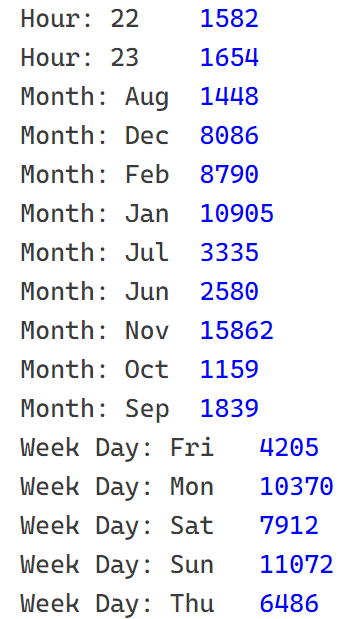 Hour: 22 1582
Hour: 23 1654
Month: Aug 1448
Month: Dec 8086
Month: Feb 8790
Month: Jan 10905
Month: Jul 3335
Month: Jun 2580
Month: Nov 15862
Month: Oct 1159
Month: Sep 1839
Week Day: Fri 4205
Week Day: Mon 10370
Week Day: Sat 7912
Week Day: Sun 11072
Week Day: Thu 6486